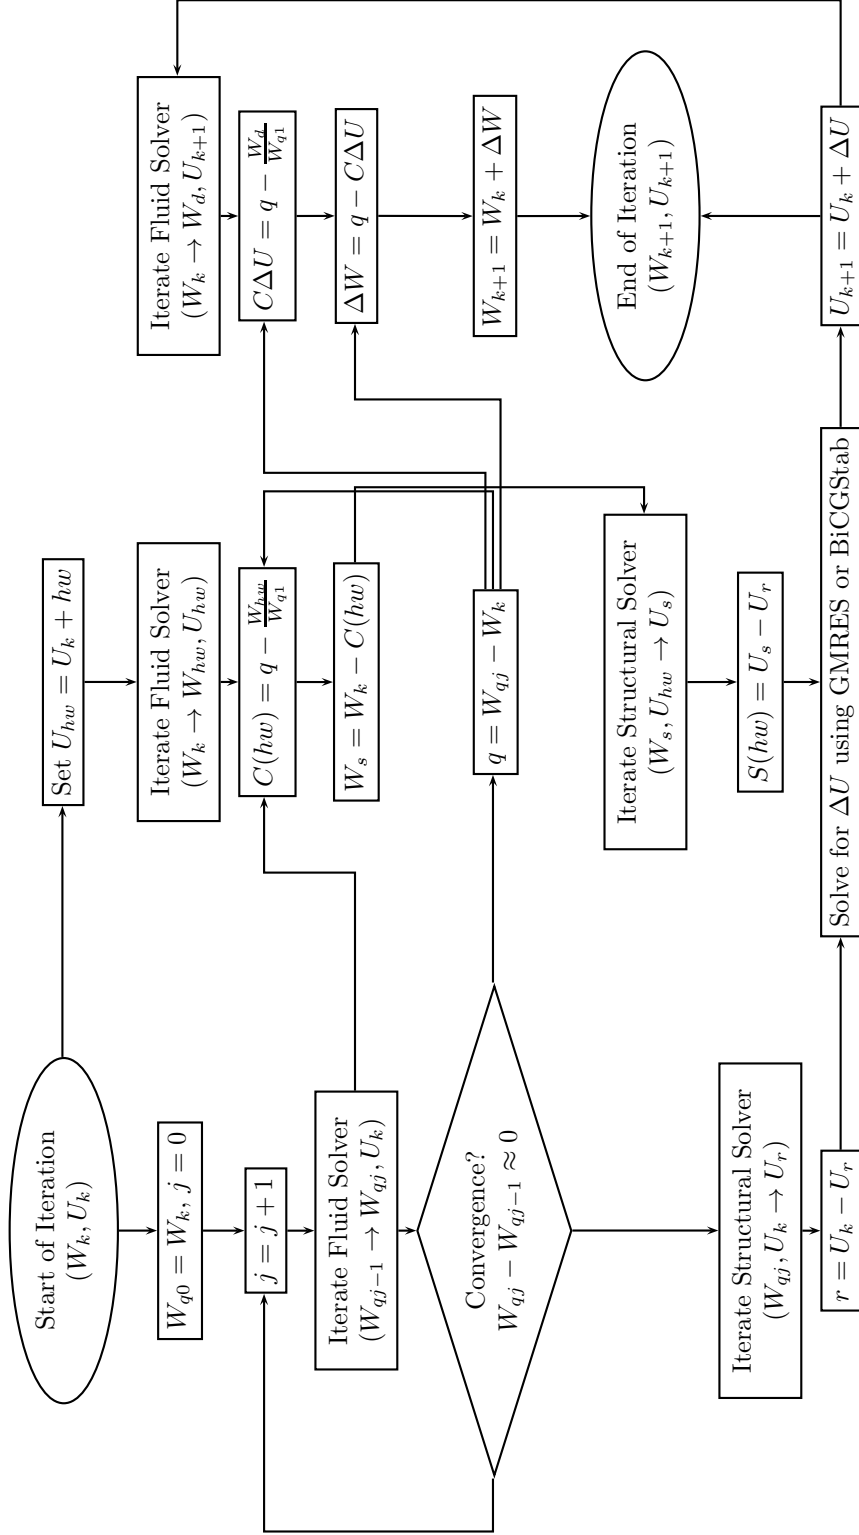 Start of Iteration
(W_k, U_k)
W_{q0} = W_k, j = 0
j = j + 1
Iterate Fluid Solver
(W_{qj−1} → W_{qj}, U_k)
Convergence?
W_{qj} − W_{qj−1} ≈ 0
Iterate Structural Solver
(W_{qj}, U_k → U_r)
r = U_k − U_r
Set U_{hw} = U_k + hw
Iterate Fluid Solver
(W_k → W_{hw}, U_{hw})
C(hw) = q − \frac{W_{hw}}{W_{q1}}
W_s = W_k − C(hw)
q = W_{qj} − W_k
Iterate Structural Solver
(W_s, U_{hw} → U_s)
S(hw) = U_s − U_r
Solve for ΔU using GMRES or BiCGStab
Iterate Fluid Solver
(W_k → W_d, U_{k+1})
CΔU = q − \frac{W_d}{W_{q1}}
ΔW = q − CΔU
W_{k+1} = W_k + ΔW
End of Iteration
(W_{k+1}, U_{k+1})
U_{k+1} = U_k + ΔU